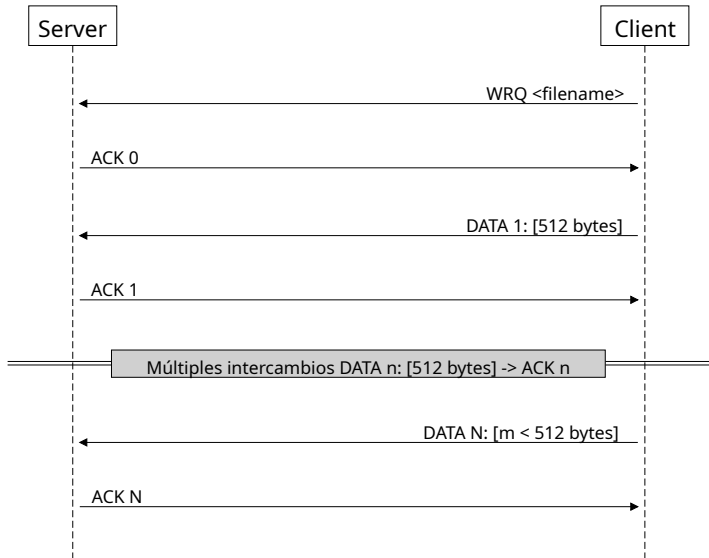 Server
Client
WRQ <filename>
ACK 0
DATA 1: [512 bytes]
ACK 1
Múltiples intercambios DATA n: [512 bytes] -> ACK n
DATA N: [m < 512 bytes]
ACK N